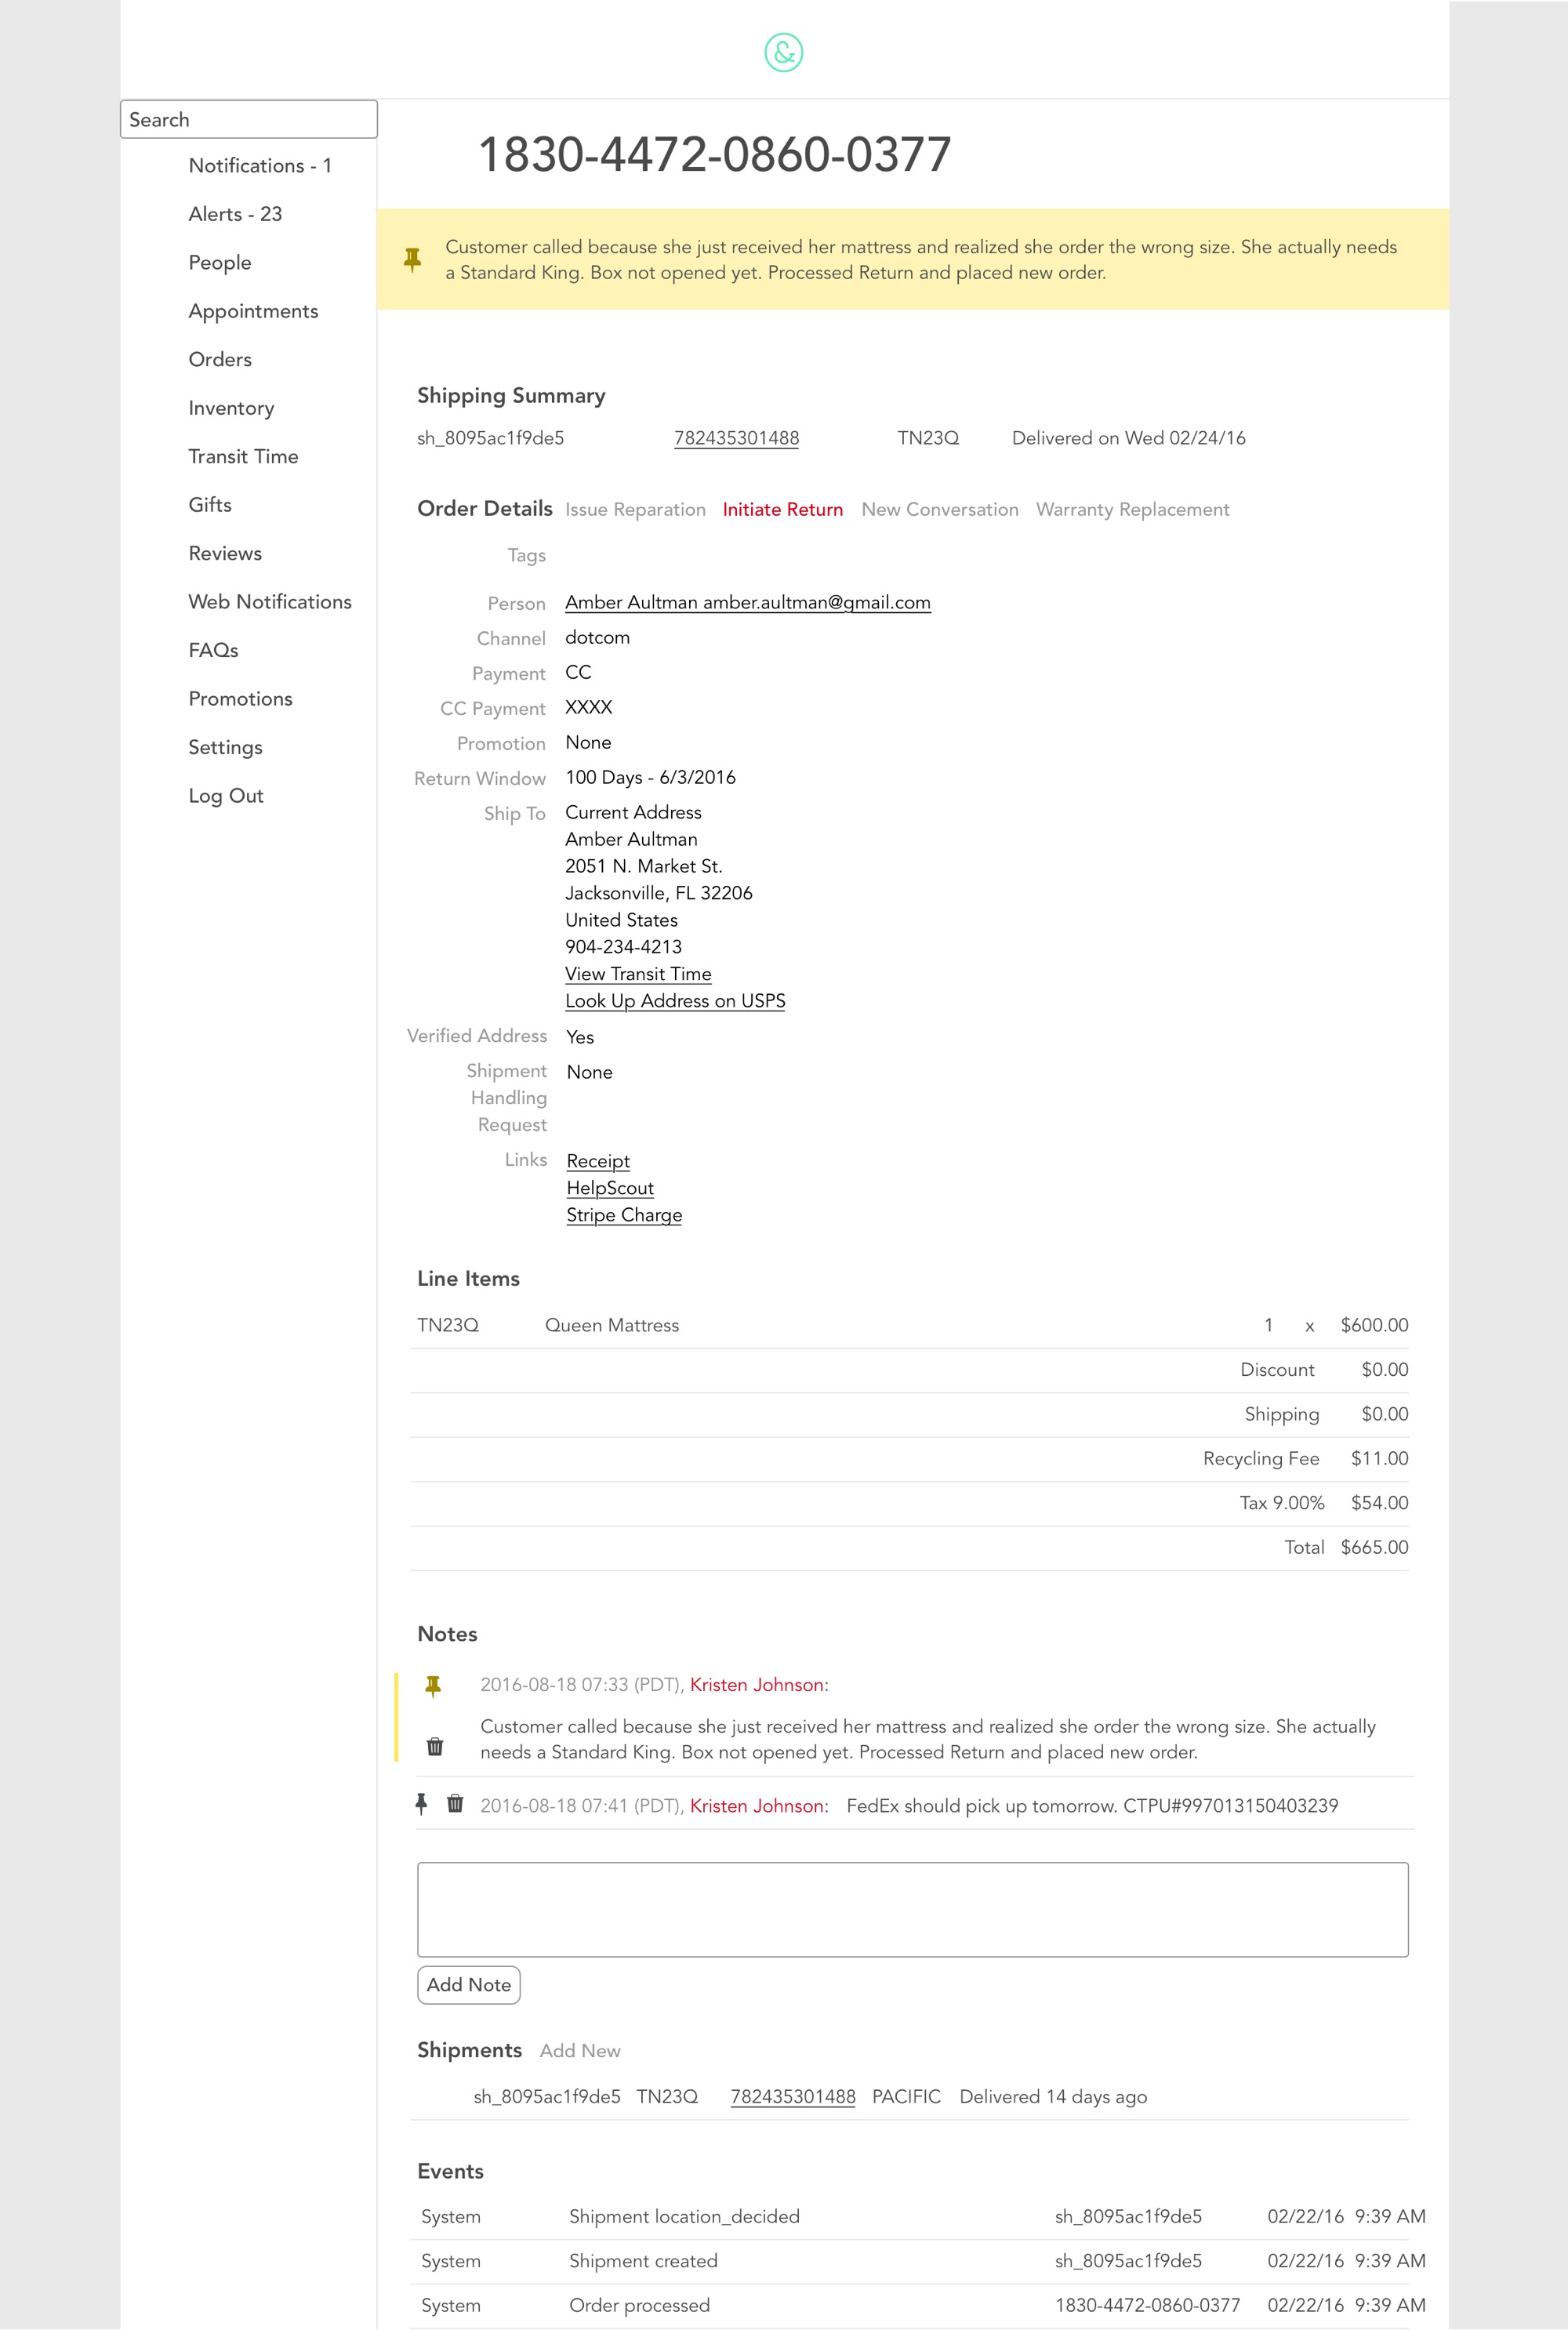 &
Search
Notifications - 1
Alerts - 23
People
Appointments
Orders
Inventory
Transit Time
Gifts
Reviews
Web Notifications
FAQs
Promotions
Settings
Log Out
1830-4472-0860-0377
Customer called because she just received her mattress and realized she order the wrong size. She actually needs
a Standard King. Box not opened yet. Processed Return and placed new order.
Shipping Summary
sh_8095ac1f9de5 782435301488 TN23Q Delivered on Wed 02/24/16
Order Details Issue Reparation Initiate Return New Conversation Warranty Replacement
Tags
Person Amber Aultman amber.aultman@gmail.com
Channel dotcom
Payment CC
CC Payment XXXX
Promotion None
Return Window 100 Days - 6/3/2016
Ship To Current Address
Amber Aultman
2051 N. Market St.
Jacksonville, FL 32206
United States
904-234-4213
View Transit Time
Look Up Address on USPS
Verified Address Yes
Shipment None
Handling
Request
Links Receipt
HelpScout
Stripe Charge
Line Items
TN23Q Queen Mattress 1 x $600.00
Discount $0.00
Shipping $0.00
Recycling Fee $11.00
Tax 9.00% $54.00
Total $665.00
Notes
2016-08-18 07:33 (PDT), Kristen Johnson:
Customer called because she just received her mattress and realized she order the wrong size. She actually
needs a Standard King. Box not opened yet. Processed Return and placed new order.
2016-08-18 07:41 (PDT), Kristen Johnson: FedEx should pick up tomorrow. CTPU#997013150403239
Add Note
Shipments Add New
sh_8095ac1f9de5 TN23Q 782435301488 PACIFIC Delivered 14 days ago
Events
System Shipment location_decided sh_8095ac1f9de5 02/22/16 9:39 AM
System Shipment created sh_8095ac1f9de5 02/22/16 9:39 AM
System Order processed 1830-4472-0860-0377 02/22/16 9:39 AM